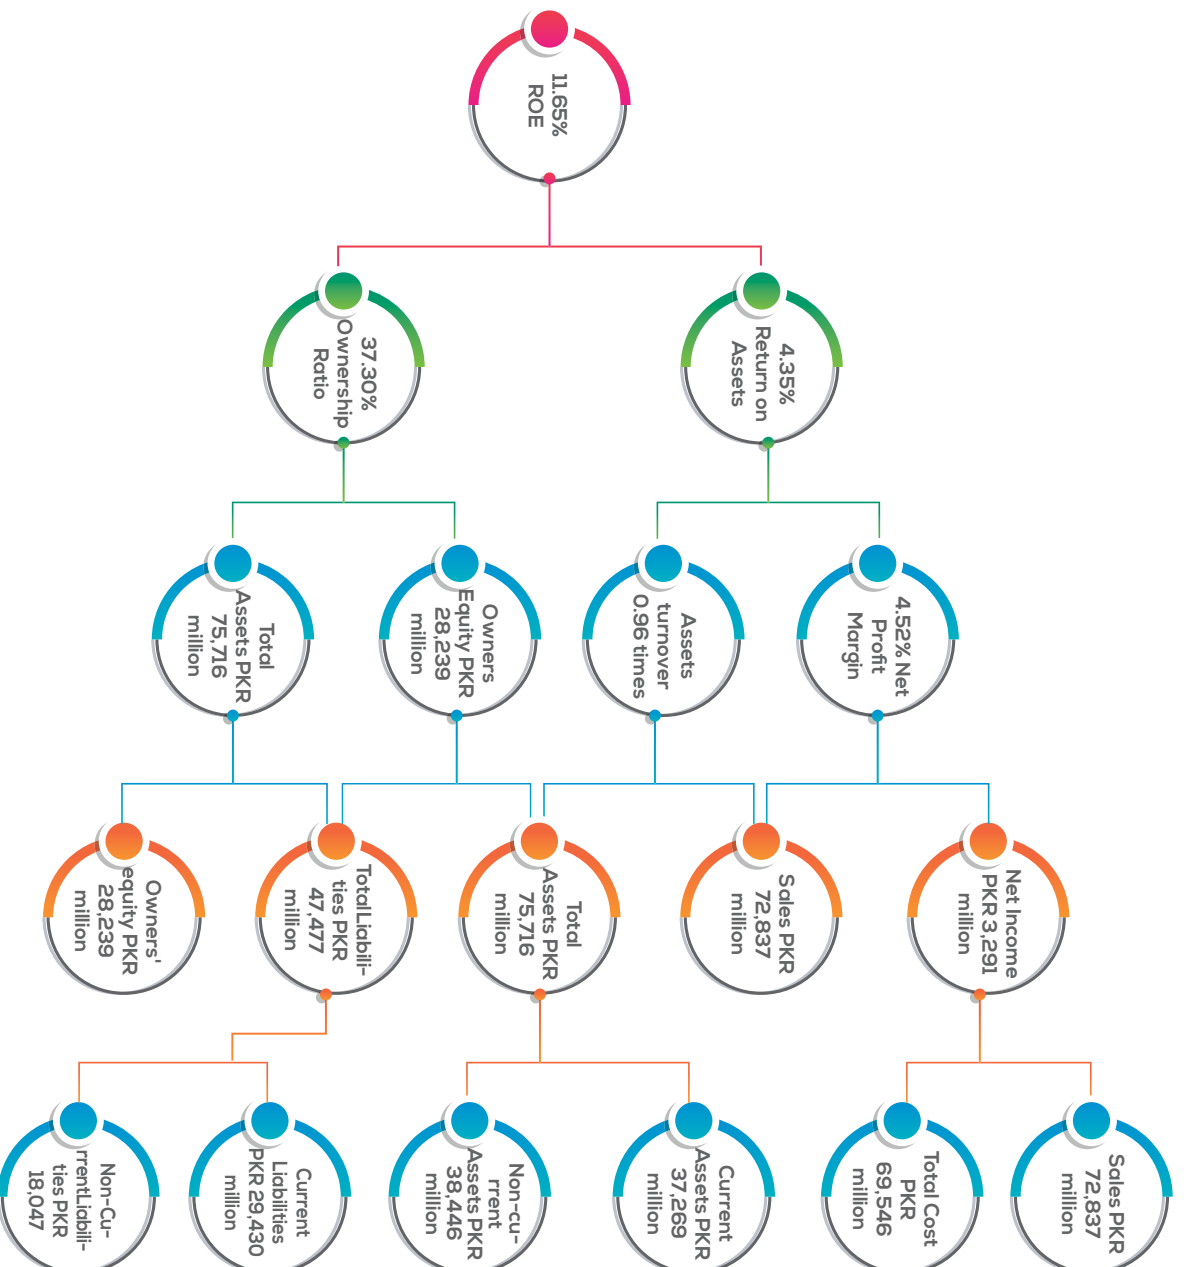 11.65%
ROE
37.30%
Ownership
Ratio
4.35%
Return on
Assets
Total
Assets PKR
75,716
million
Owners
Equity PKR
28,239
million
Assets
turnover
0.96 times
4.52% Net
Profit
Margin
Owners'
equity PKR
28,239
million
Total Liabili-
ties PKR
47,477
million
Total
Assets PKR
75,716
million
Sales PKR
72,837
million
Net Income
PKR 3,291
million
Non-Cu-
rrent Liabili-
ties PKR
18,047
Current
Liabilities
PKR 29,430
million
Non-cu-
rrent
Assets PKR
38,446
million
Current
Assets PKR
37,269
million
Total Cost
PKR
69,546
million
Sales PKR
72,837
million